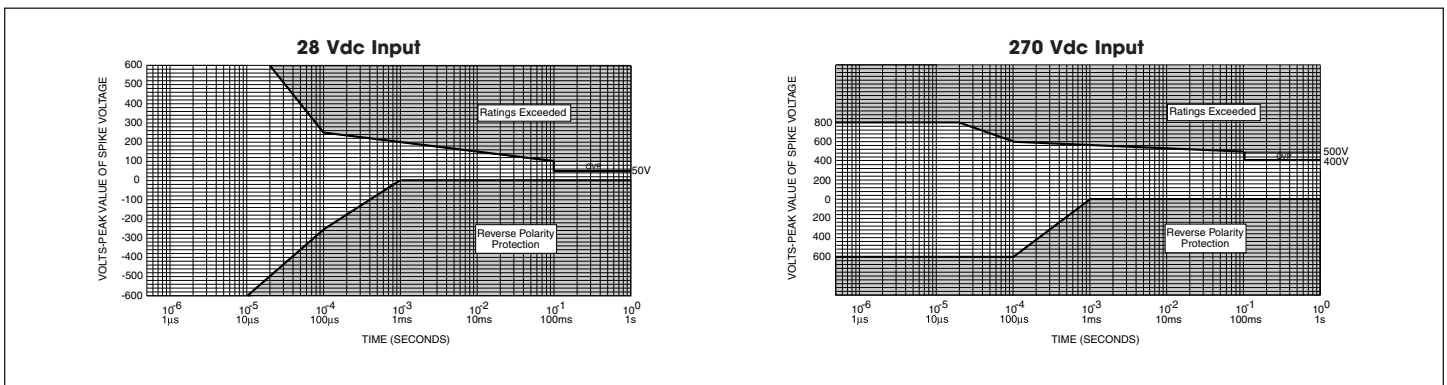 28 Vdc Input
VOLTS-PEAK VALUE OF SPIKE VOLTAGE
600
500
400
300
200
100
0
-100
-200
-300
-400
-500
-600
Ratings Exceeded
OVP
50V
Reverse Polarity
Protection
10-6 10-5 10-4 10-3 10-2 10-1 100
1µs 10µs 100µs 1ms 10ms 100ms 1s
TIME (SECONDS)
270 Vdc Input
VOLTS-PEAK VALUE OF SPIKE VOLTAGE
800
600
400
200
0
200
400
600
Ratings Exceeded
500V
OVP
400V
Reverse Polarity
Protection
10-6 10-5 10-4 10-3 10-2 10-1 100
1µs 10µs 100µs 1ms 10ms 100ms 1s
TIME (SECONDS)